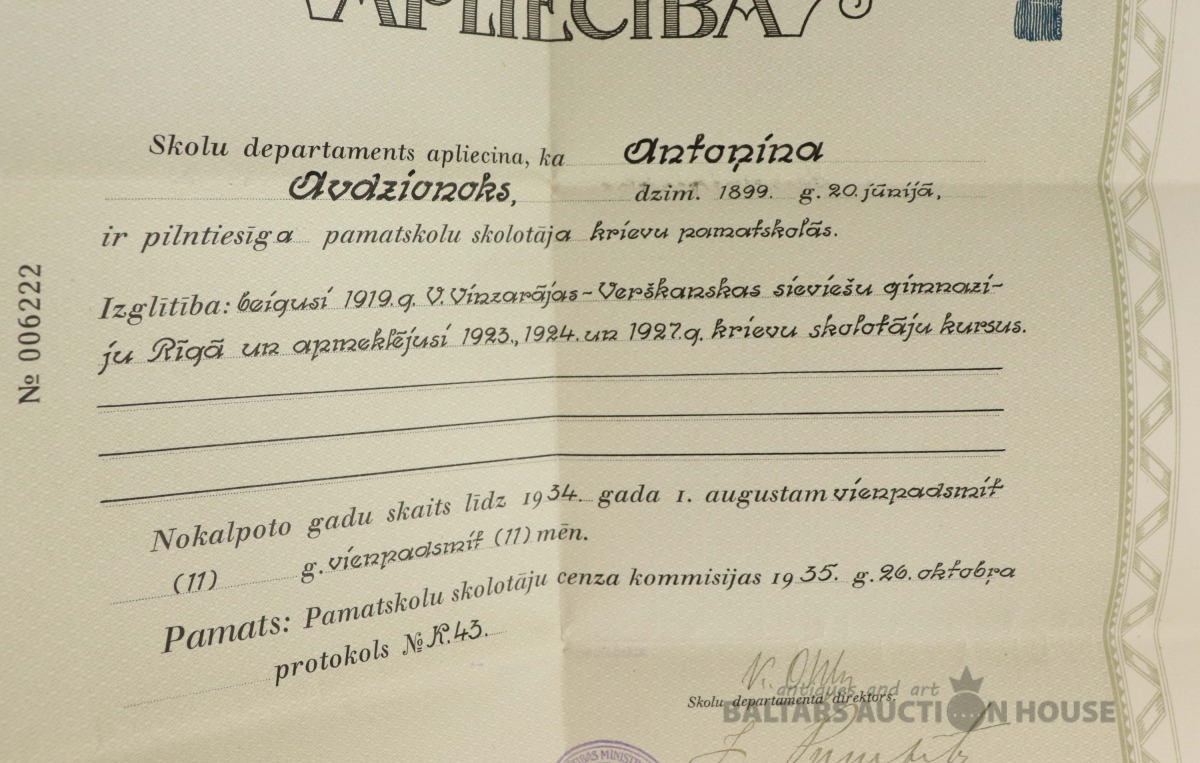 APLIECĪBA
Skolu departaments apliecina, ka Antoņina
Avdzionoks, dzim. 1899. g. 20. jūnijā,
ir pilntiesīga pamatskolu skolotāja krievu pamatskolās.
Izglītība: beigusi 1919.g. V. Vinzarājas-Verškanskas sieviešu gimnazi-
ju Rīgā un apmeklējusi 1923., 1924. un 1927.g. krievu skolotāju kursus.
Nokalpoto gadu skaits līdz 1934. gada 1. augustam vienpadsmit
(11) g. vienpadsmit (11) mēn.
Pamats: Pamatskolu skolotāju cenza kommisijas 1935. g. 26. oktobŗa
protokols № K.43.
№ 006222
Skolu departamenta direktors.
antiques and art
BALTARS AUCTION HOUSE